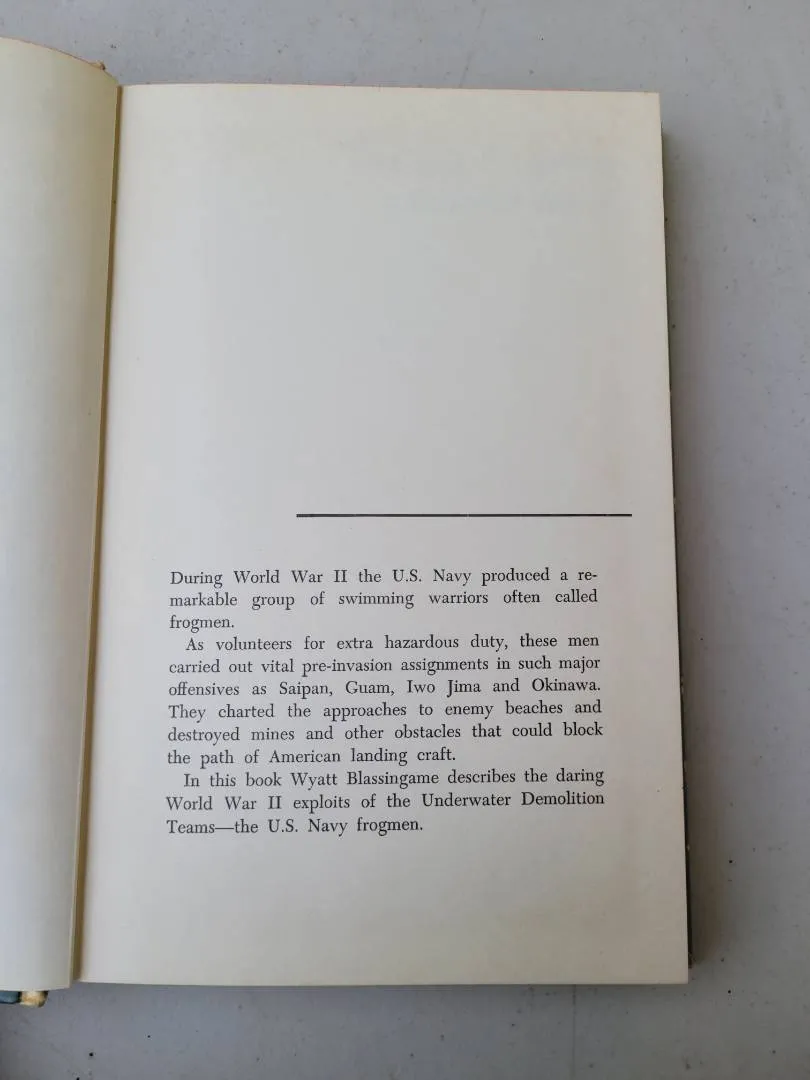 During World War II the U.S. Navy produced a re-
markable group of swimming warriors often called
frogmen.
As volunteers for extra hazardous duty, these men
carried out vital pre-invasion assignments in such major
offensives as Saipan, Guam, Iwo Jima and Okinawa.
They charted the approaches to enemy beaches and
destroyed mines and other obstacles that could block
the path of American landing craft.
In this book Wyatt Blassingame describes the daring
World War II exploits of the Underwater Demolition
Teams—the U.S. Navy frogmen.